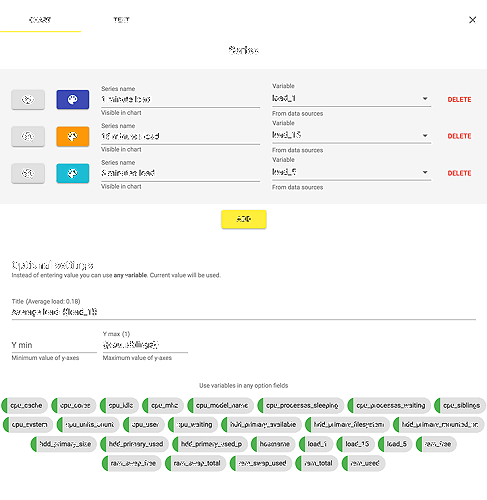 CHART TEXT
Series
Series name Variable
1 minute load load_1 DELETE
Visible in chart From data sources
Series name Variable
15 minutes load load_15 DELETE
Visible in chart From data sources
Series name Variable
5 minutes load load_5 DELETE
Visible in chart From data sources
ADD
Optional settings
Instead of entering value you can use any variable. Current value will be used.
Title (Average load: 0.18)
Average load:
Y max (1)
Y min
Minimum value of y-axes Maximum value of y-axes
Use variables in any option fields
cpu_cache cpu_cores cpu_idle cpu_mhz cpu_model_name cpu_processes_sleeping cpu_processes_waiting cpu_siblings
cpu_system cpu_units_count cpu_user cpu_waiting hdd_primary_available hdd_primary_filesystem hdd_primary_mounted_on
hdd_primary_size hdd_primary_used hdd_primary_used_p hostname load_1 load_15 load_5 ram_free
ram_swap_free ram_swap_total ram_swap_used ram_total ram_used